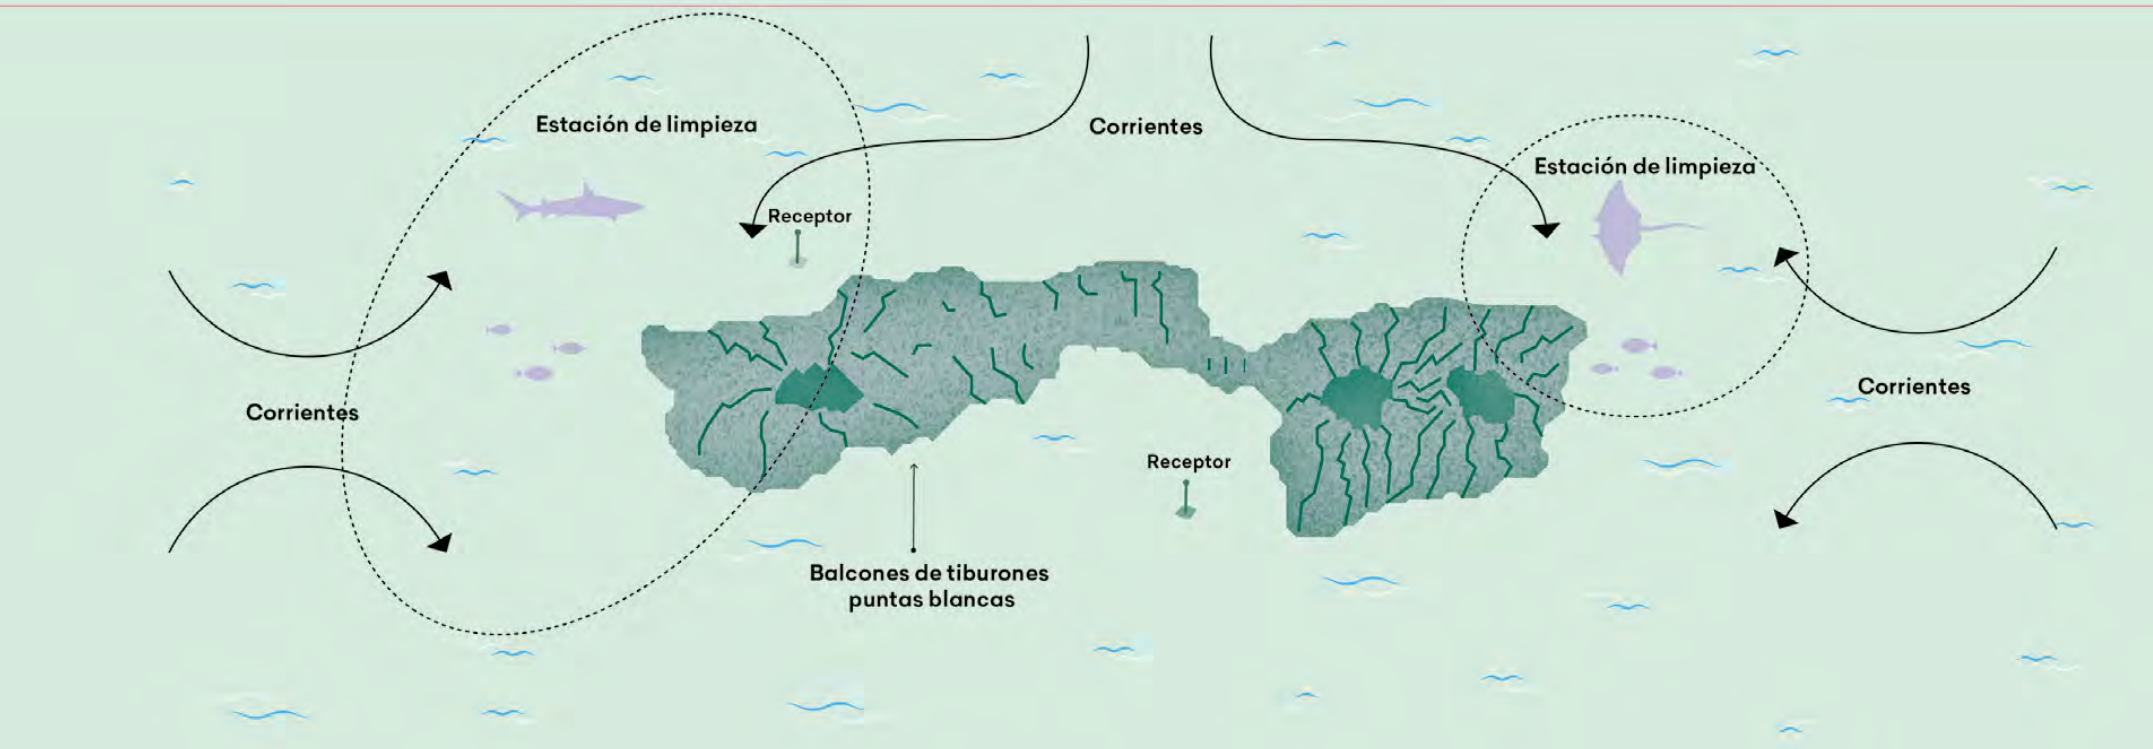 Estación de limpieza
Corrientes
Estación de limpieza
Receptor
Corrientes
Corrientes
Receptor
Balcones de tiburones
puntas blancas